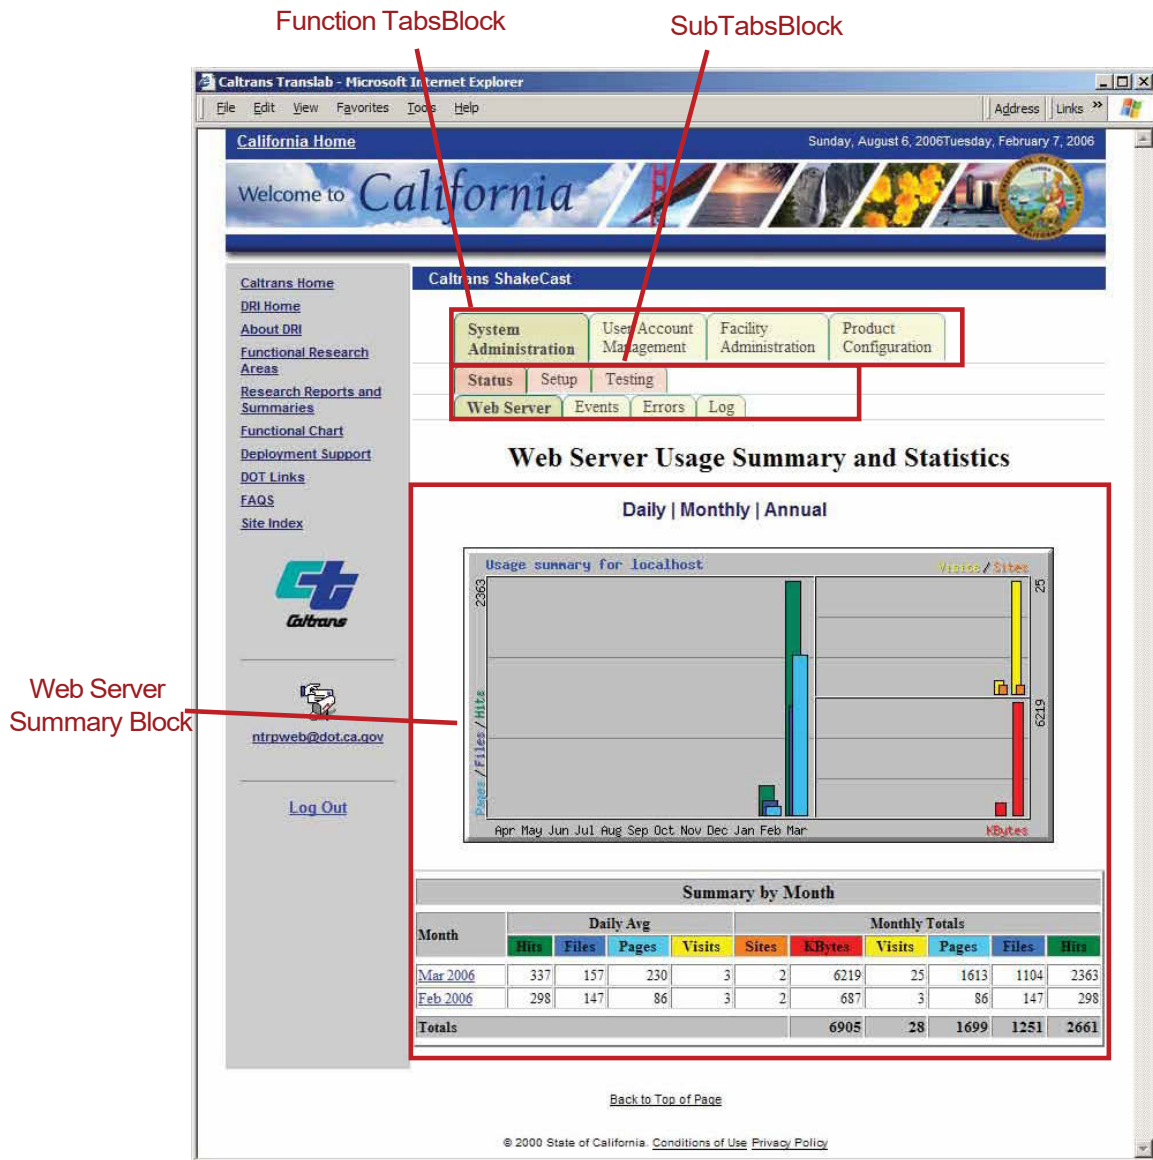 Function TabsBlock
SubTabsBlock
Caltrans Translab - Microsoft Internet Explorer
File Edit View Favorites Tools Help
Address Links »
California Home
Sunday, August 6, 2006Tuesday, February 7, 2006
Welcome to California
Caltrans Home
DRI Home
About DRI
Functional Research
Areas
Research Reports and
Summaries
Functional Chart
Deployment Support
DOT Links
FAQS
Site Index
Caltrans
ntrpweb@dot.ca.gov
Log Out
Caltrans ShakeCast
System
Administration
User Account
Management
Facility
Administration
Product
Configuration
Status Setup Testing
Web Server Events Errors Log
Web Server Usage Summary and Statistics
Daily | Monthly | Annual
Web Server
Summary Block
Usage summary for localhost
Visits/Sites
2363
25
Pages/Files/Hits
6219
Apr May Jun Jul Aug Sep Oct Nov Dec Jan Feb Mar
KBytes
Summary by Month
Month Daily Avg Monthly Totals
Hits Files Pages Visits Sites KBytes Visits Pages Files Hits
Mar 2006 337 157 230 3 2 6219 25 1613 1104 2363
Feb 2006 298 147 86 3 2 687 3 86 147 298
Totals 6905 28 1699 1251 2661
Back to Top of Page
© 2000 State of California. Conditions of Use Privacy Policy